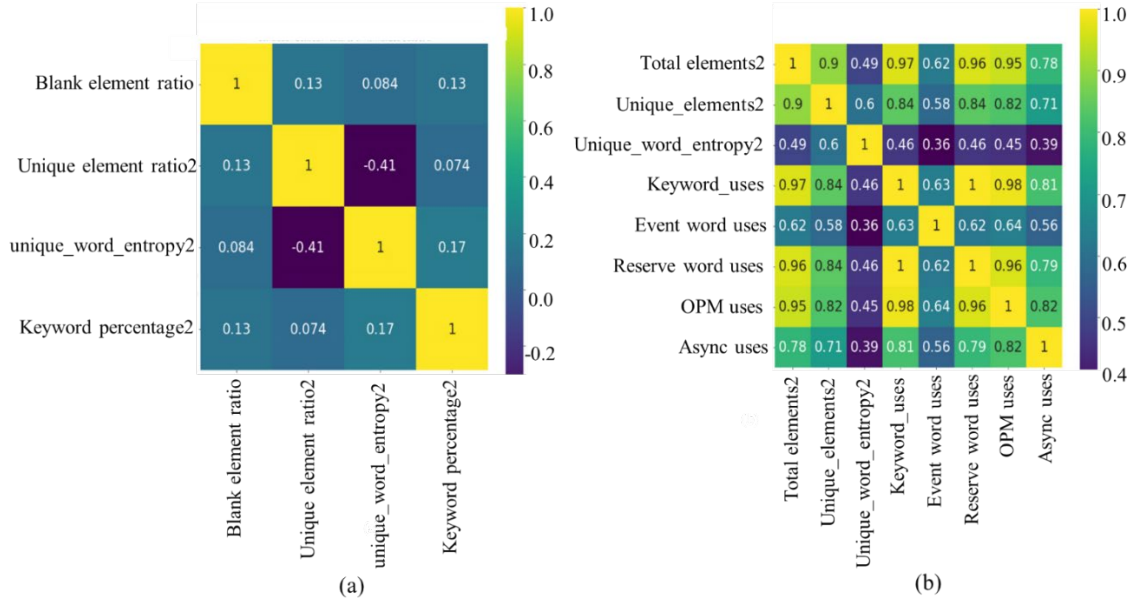 1.0
Blank element ratio 1 0.13 0.084 0.13
0.8
0.6
Unique element ratio2 0.13 1 -0.41 0.074
0.4
unique_word_entropy2 0.084 -0.41 1 0.17
0.2
0.0
Keyword percentage2 0.13 0.074 0.17 1
-0.2
Blank element ratio
Unique element ratio2
unique_word_entropy2
Keyword percentage2
(a)
1.0
Total elements2 1 0.9 0.49 0.97 0.62 0.96 0.95 0.78
0.9
Unique_elements2 0.9 1 0.6 0.84 0.58 0.84 0.82 0.71
Unique_word_entropy2 0.49 0.6 1 0.46 0.36 0.46 0.45 0.39
0.8
Keyword_uses 0.97 0.84 0.46 1 0.63 1 0.98 0.81
0.7
Event word uses 0.62 0.58 0.36 0.63 1 0.62 0.64 0.56
Reserve word uses 0.96 0.84 0.46 1 0.62 1 0.96 0.79
0.6
OPM uses 0.95 0.82 0.45 0.98 0.64 0.96 1 0.82
0.5
Async uses 0.78 0.71 0.39 0.81 0.56 0.79 0.82 1
0.4
Total elements2
Unique_elements2
Unique_word_entropy2
Keyword_uses
Event word uses
Reserve word uses
OPM uses
Async uses
(b)